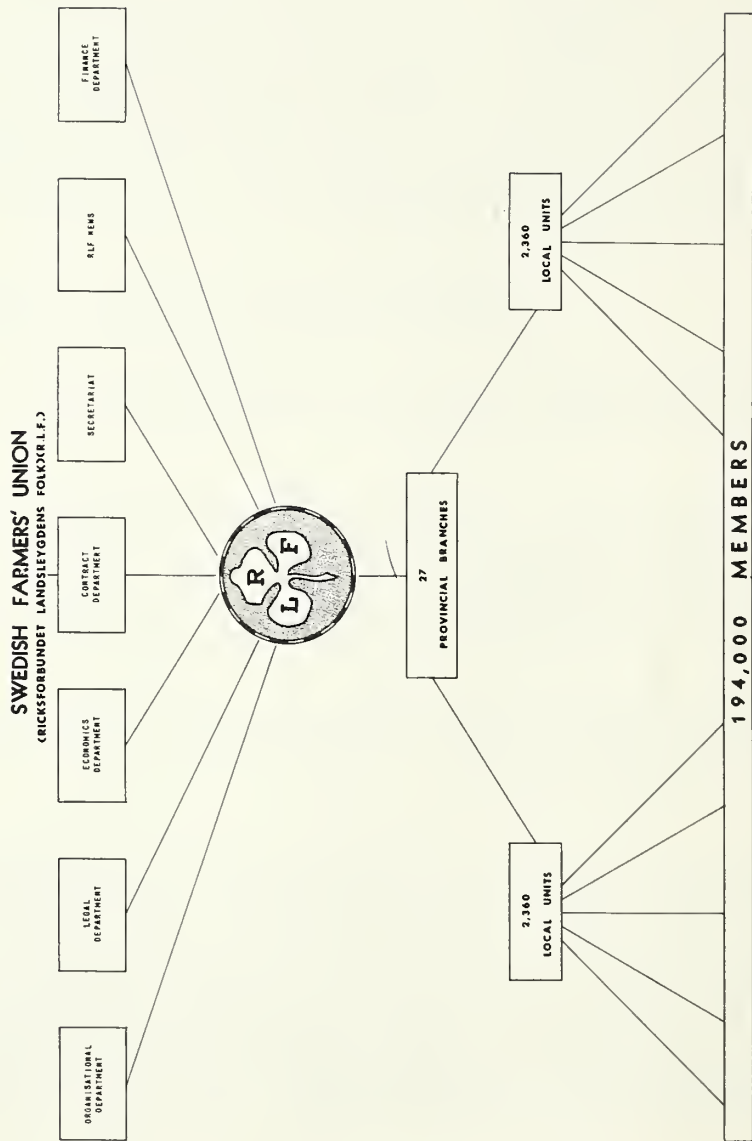 SWEDISH FARMERS' UNION
(RICKSFORBUNDET LANDSLEYGDENS FOLK)(R.L.F.)
ORGANISATIONAL
DEPARTMENT
LEGAL
DEPARTMENT
ECONOMICS
DEPARTMENT
CONTRACT
DEPARTMENT
SECRETARIAT
RLF NEWS
FINANCE
DEPARTMENT
R
L F
27
PROVINCIAL BRANCHES
2,360
LOCAL UNITS
2,360
LOCAL UNITS
194,000 MEMBERS